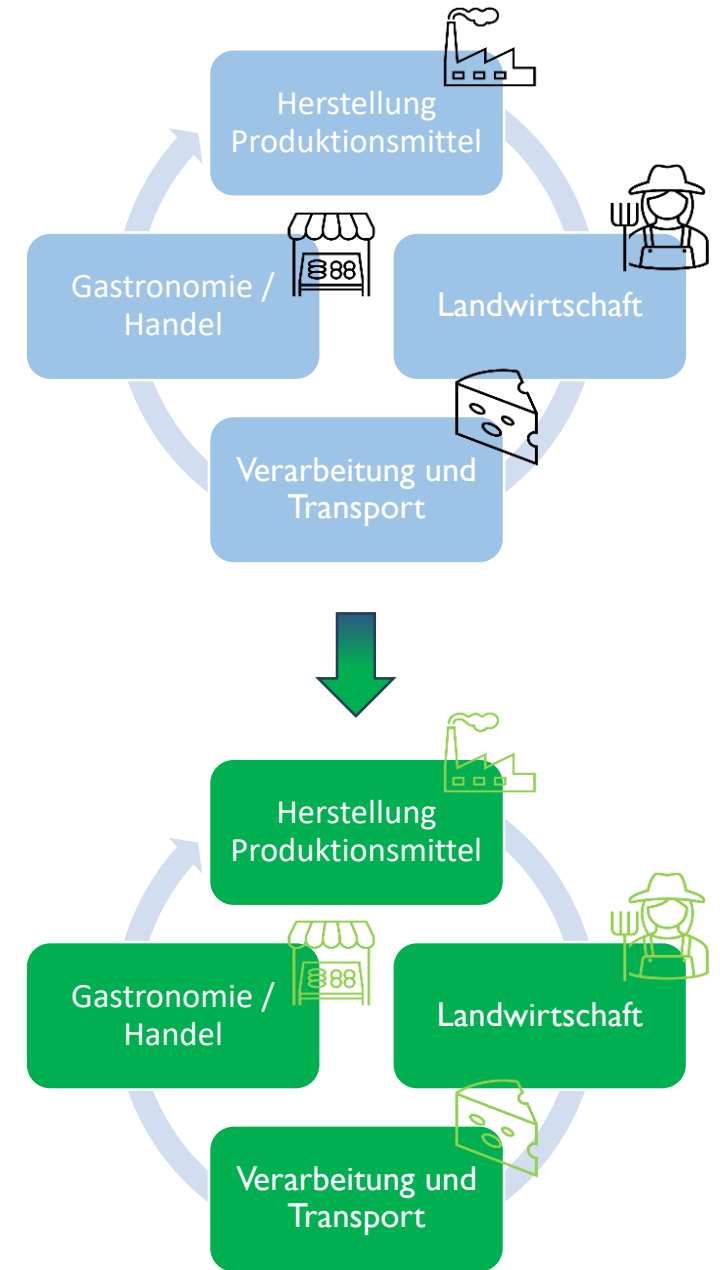 Herstellung
Produktionsmittel
Gastronomie /
Handel
Landwirtschaft
Verarbeitung und
Transport
Herstellung
Produktionsmittel
Gastronomie /
Handel
Landwirtschaft
Verarbeitung und
Transport